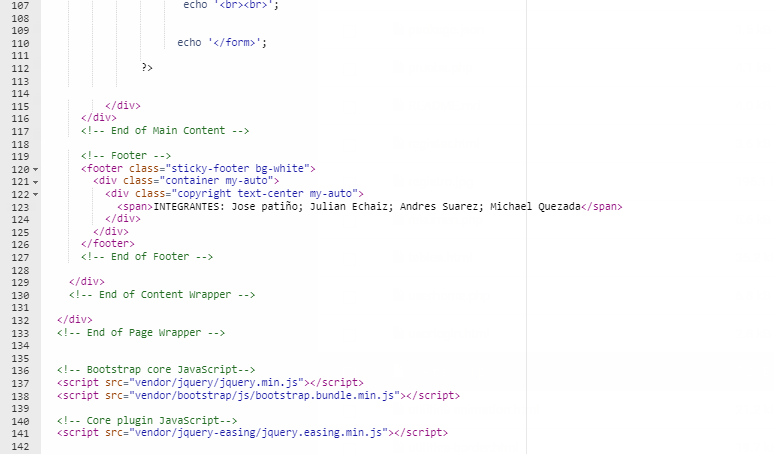 107 echo '<br><br>';
108
109
110 echo '</form>';
111
112 ?>
113
114
115 </div>
116 </div>
117 <!-- End of Main Content -->
118
119 <!-- Footer -->
120 <footer class="sticky-footer bg-white">
121 <div class="container my-auto">
122 <div class="copyright text-center my-auto">
123 <span>INTEGRANTES: Jose patiño; Julian Echaiz; Andres Suarez; Michael Quezada</span>
124 </div>
125 </div>
126 </footer>
127 <!-- End of Footer -->
128
129 </div>
130 <!-- End of Content Wrapper -->
131
132 </div>
133 <!-- End of Page Wrapper -->
134
135
136 <!-- Bootstrap core JavaScript-->
137 <script src="vendor/jquery/jquery.min.js"></script>
138 <script src="vendor/bootstrap/js/bootstrap.bundle.min.js"></script>
139
140 <!-- Core plugin JavaScript-->
141 <script src="vendor/jquery-easing/jquery.easing.min.js"></script>
142